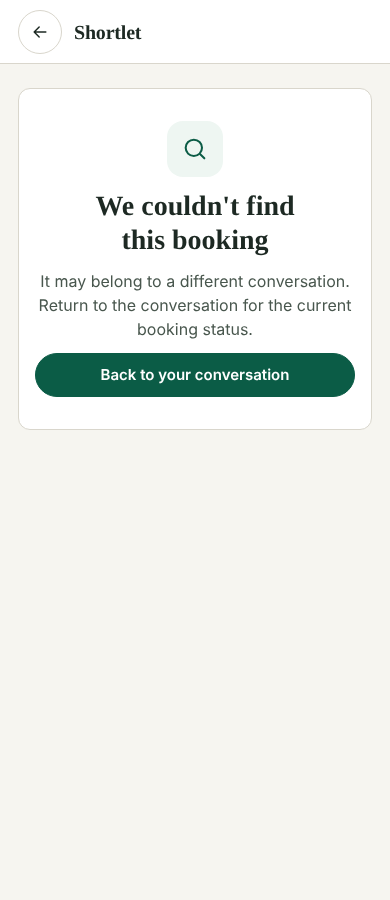 Shortlet
We couldn't find
this booking
It may belong to a different conversation.
Return to the conversation for the current
booking status.
Back to your conversation